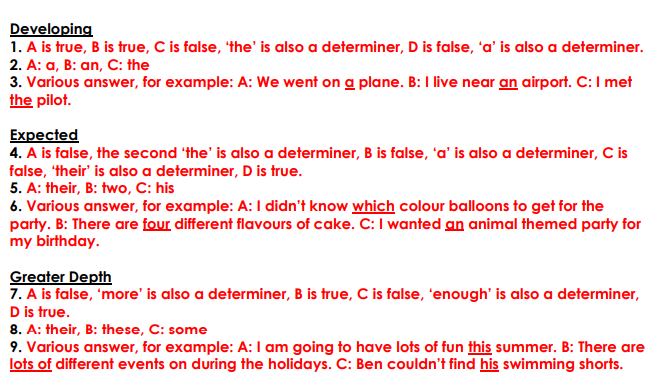 Developing
1. A is true, B is true, C is false, ‘the’ is also a determiner, D is false, ‘a’ is also a determiner.
2. A: a, B: an, C: the
3. Various answer, for example: A: We went on a plane. B: I live near an airport. C: I met
the pilot.
Expected
4. A is false, the second ‘the’ is also a determiner, B is false, ‘a’ is also a determiner, C is
false, ‘their’ is also a determiner, D is true.
5. A: their, B: two, C: his
6. Various answer, for example: A: I didn’t know which colour balloons to get for the
party. B: There are four different flavours of cake. C: I wanted an animal themed party for
my birthday.
Greater Depth
7. A is false, ‘more’ is also a determiner, B is true, C is false, ‘enough’ is also a determiner,
D is true.
8. A: their, B: these, C: some
9. Various answer, for example: A: I am going to have lots of fun this summer. B: There are
lots of different events on during the holidays. C: Ben couldn’t find his swimming shorts.